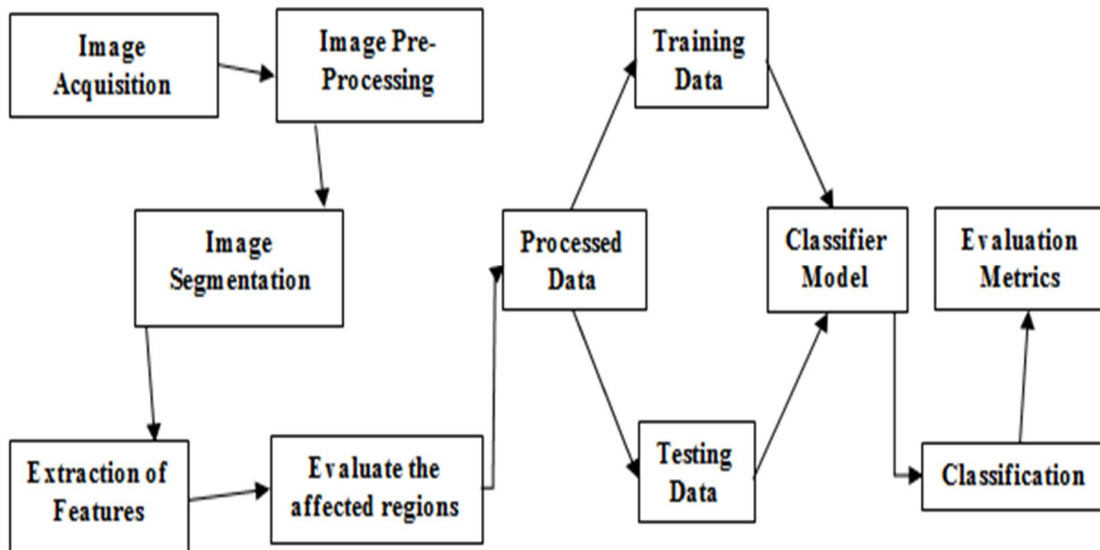 Image
Acquisition
Image Pre-
Processing
Image
Segmentation
Extraction of
Features
Evaluate the
affected regions
Processed
Data
Training
Data
Testing
Data
Classifier
Model
Classification
Evaluation
Metrics